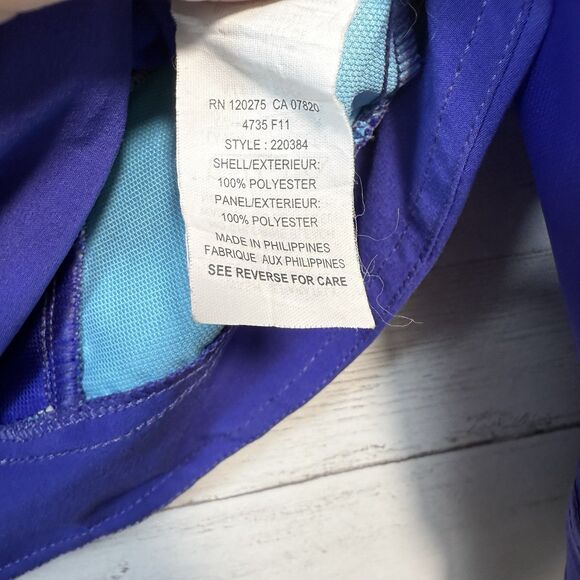 RN 120275 CA 07820
4735 F11
STYLE : 220384
SHELL/EXTERIEUR:
100% POLYESTER
PANEL/EXTERIEUR:
100% POLYESTER
MADE IN PHILIPPINES
FABRIQUE AUX PHILIPPINES
SEE REVERSE FOR CARE